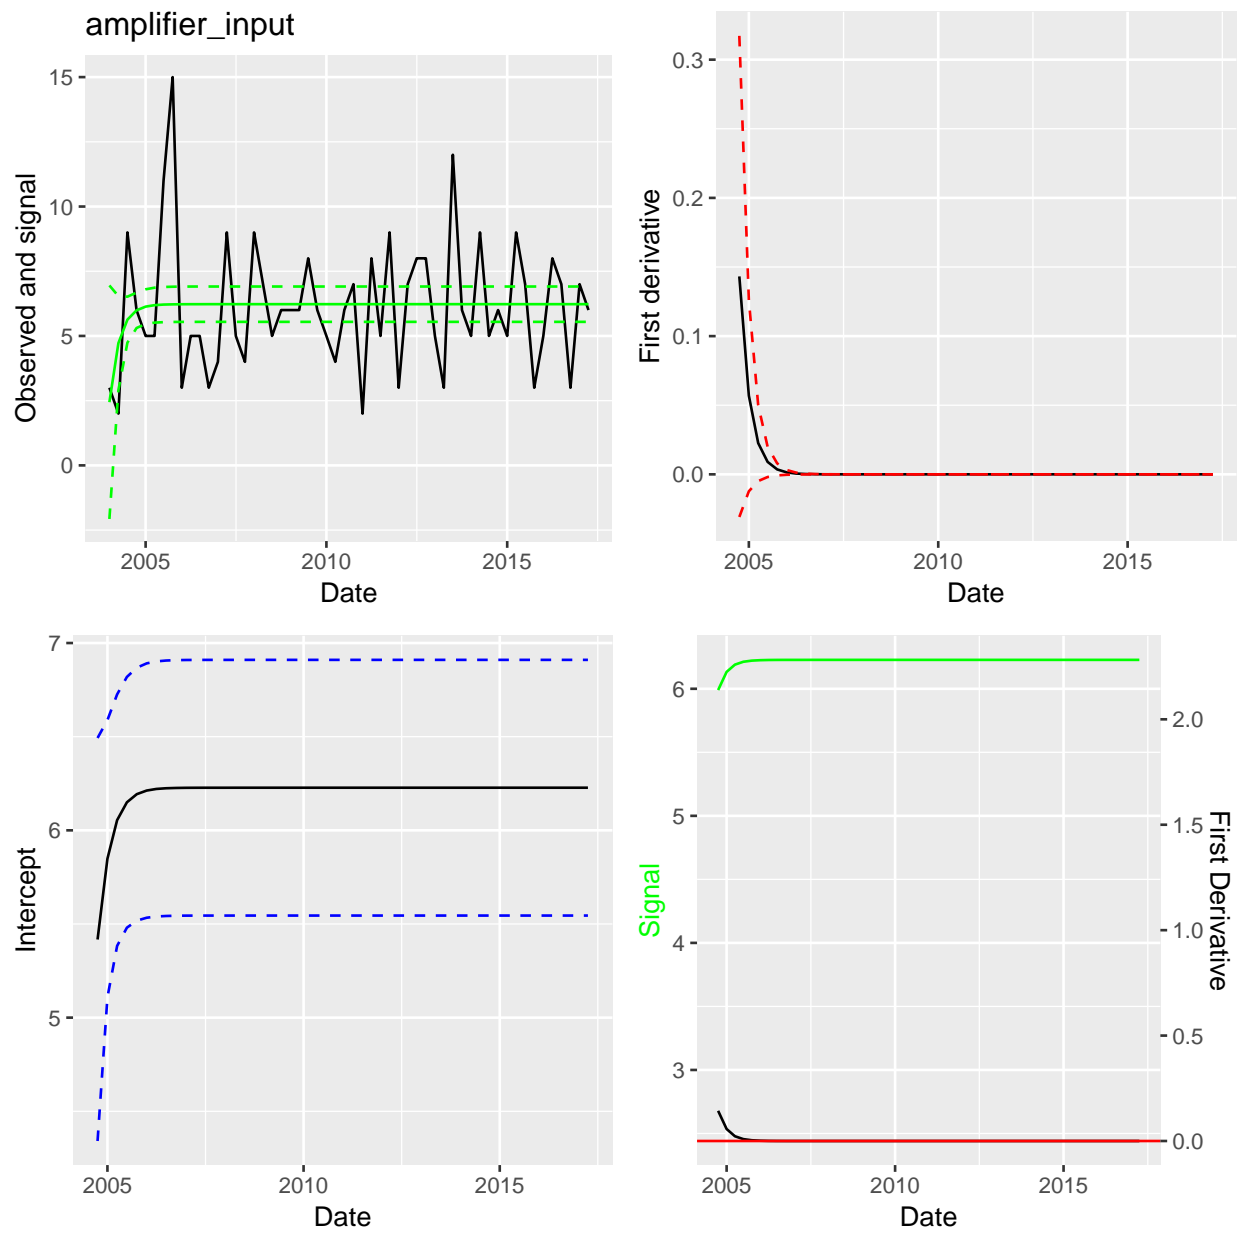 amplifier_input
Observed and signal
15
10
5
0
2005 2010 2015
Date
First derivative
0.3
0.2
0.1
0.0
2005 2010 2015
Date
Intercept
7
6
5
2005 2010 2015
Date
Signal
6
5
4
3
2.0
1.5
1.0
0.5
0.0
First Derivative
2005 2010 2015
Date